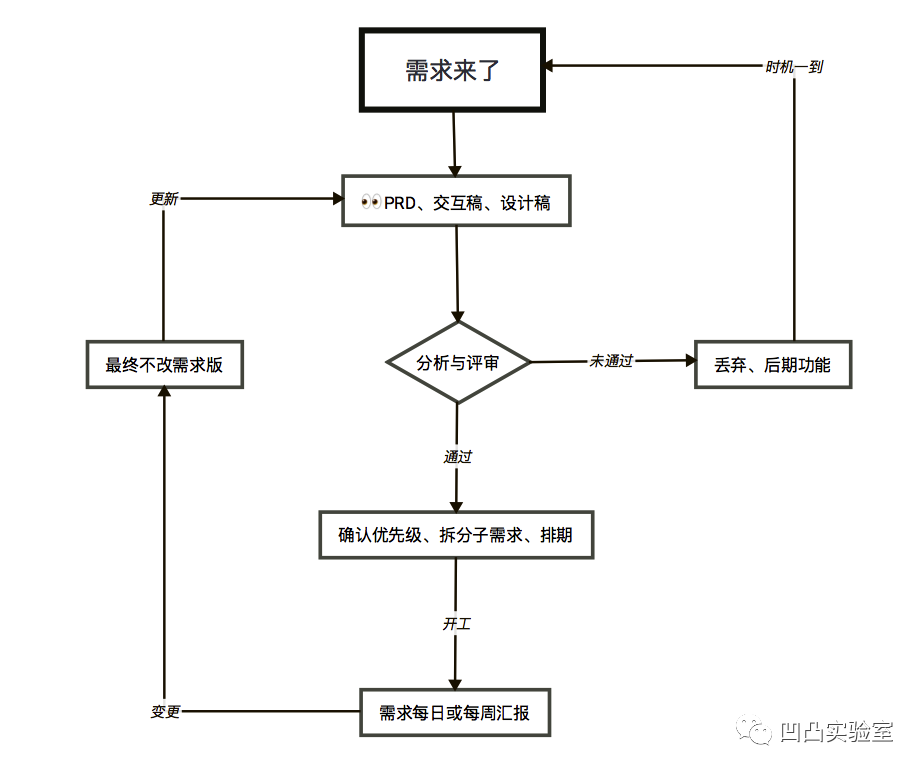 需求来了
时机一到
更新
👀PRD、交互稿、设计稿
最终不改需求版
分析与评审
未通过
丢弃、后期功能
通过
确认优先级、拆分子需求、排期
开工
变更
需求每日或每周汇报
凹凸实验室